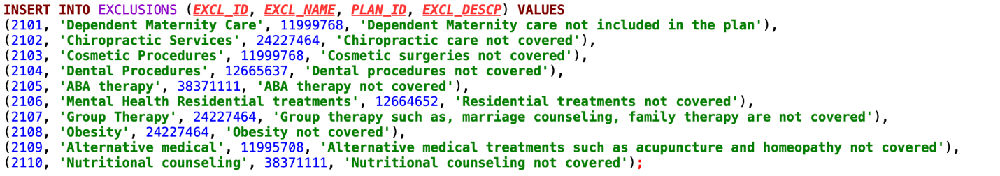 INSERT INTO EXCLUSIONS (EXCL_ID, EXCL_NAME, PLAN_ID, EXCL_DESCP) VALUES
(2101, 'Dependent Maternity Care', 11999768, 'Dependent Maternity care not included in the plan'),
(2102, 'Chiropractic Services', 24227464, 'Chiropractic care not covered'),
(2103, 'Cosmetic Procedures', 11999768, 'Cosmetic surgeries not covered'),
(2104, 'Dental Procedures', 12665637, 'Dental procedures not covered'),
(2105, 'ABA therapy', 38371111, 'ABA therapy not covered'),
(2106, 'Mental Health Residential treatments', 12664652, 'Residential treatments not covered'),
(2107, 'Group Therapy', 24227464, 'Group therapy such as, marriage counseling, family therapy are not covered'),
(2108, 'Obesity', 24227464, 'Obesity not covered'),
(2109, 'Alternative medical', 11995708, 'Alternative medical treatments such as acupuncture and homeopathy not covered'),
(2110, 'Nutritional counseling', 38371111, 'Nutritional counseling not covered');